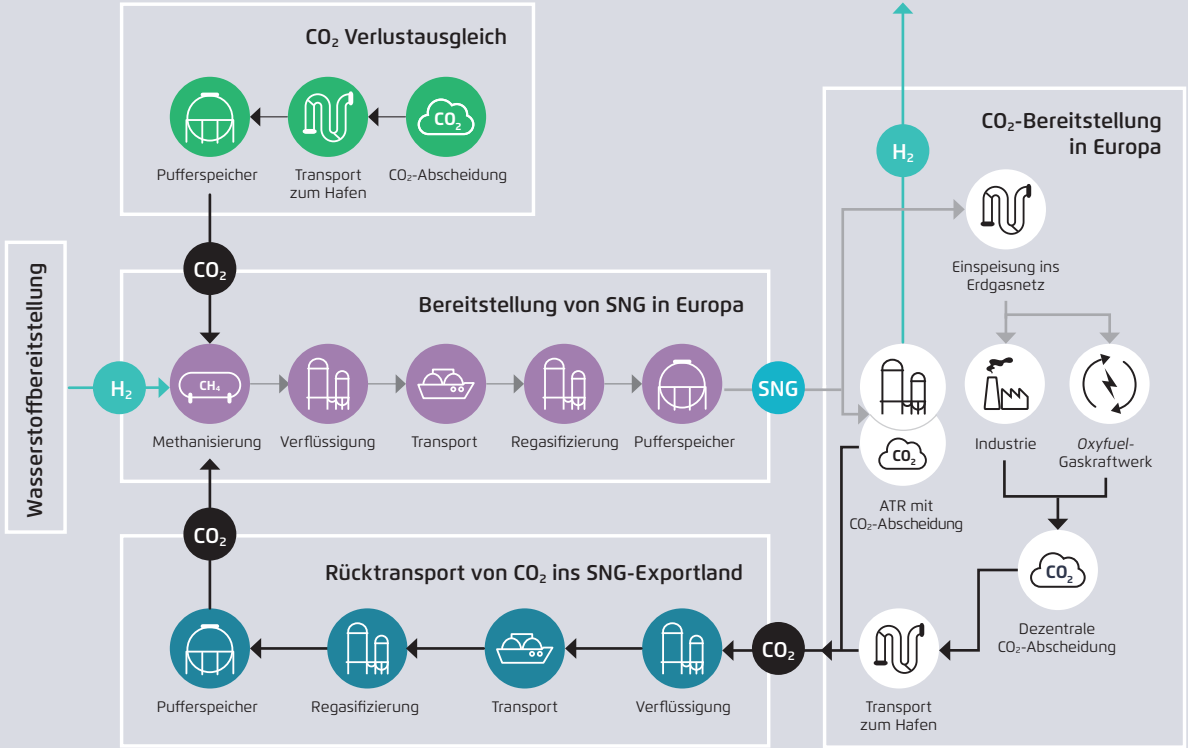 CO₂ Verlustausgleich
CO₂
Pufferspeicher
Transport
zum Hafen
CO₂-Abscheidung
CO₂
Wasserstoffbereitstellung
H₂
Bereitstellung von SNG in Europa
CH₄
Methanisierung
Verflüssigung
Transport
Regasifizierung
Pufferspeicher
SNG
CO₂
Rücktransport von CO₂ ins SNG-Exportland
Pufferspeicher
Regasifizierung
Transport
Verflüssigung
CO₂
CO₂-Bereitstellung
in Europa
H₂
Einspeisung ins
Erdgasnetz
Industrie
Oxyfuel-
Gaskraftwerk
CO₂
ATR mit
CO₂-Abscheidung
CO₂
Dezentrale
CO₂-Abscheidung
Transport
zum Hafen